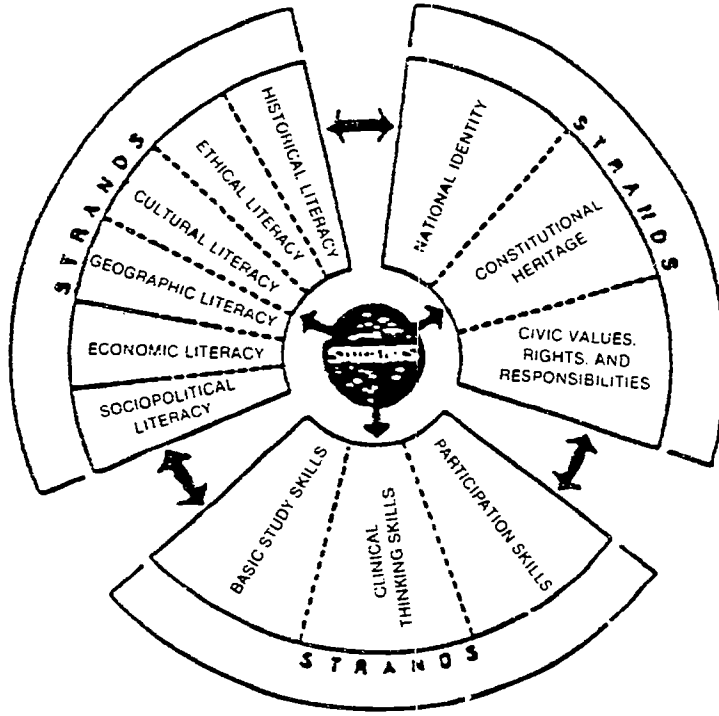 STRANDS
HISTORICAL LITERACY
ETHICAL LITERACY
CULTURAL LITERACY
GEOGRAPHIC LITERACY
ECONOMIC LITERACY
SOCIOPOLITICAL
LITERACY
STRANDS
NATIONAL IDENTITY
CONSTITUTIONAL
HERITAGE
CIVIC VALUES,
RIGHTS, AND
RESPONSIBILITIES
BASIC STUDY SKILLS
CLINICAL
THINKING SKILLS
PARTICIPATION SKILLS
STRANDS